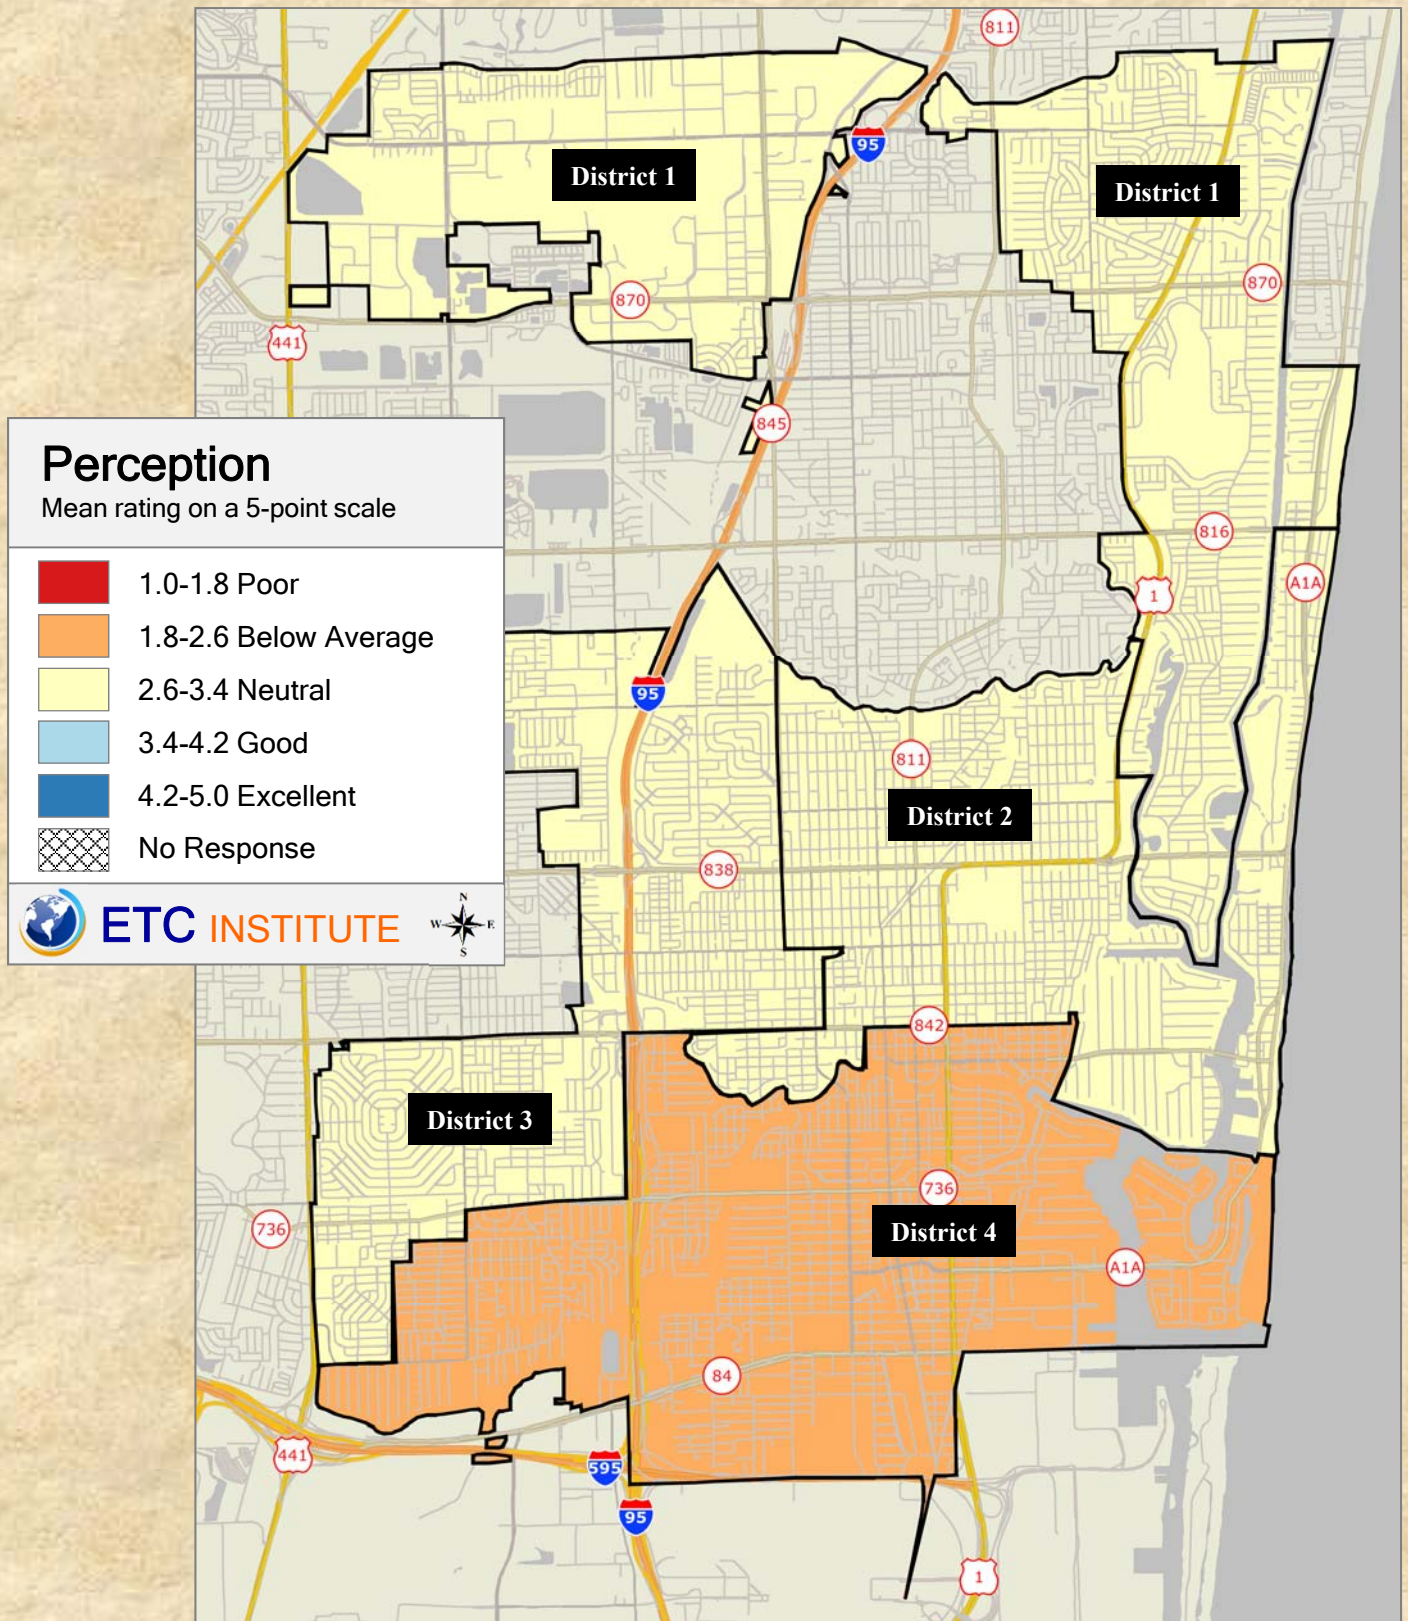 811
95
District 1
District 1
870
870
441
845
Perception
Mean rating on a 5-point scale
1.0-1.8 Poor
1.8-2.6 Below Average
2.6-3.4 Neutral
3.4-4.2 Good
4.2-5.0 Excellent
No Response
ETC INSTITUTE
N
W E
S
816
A1A
1
95
811
District 2
838
842
District 3
736
736
District 4
A1A
84
441
595
95
1